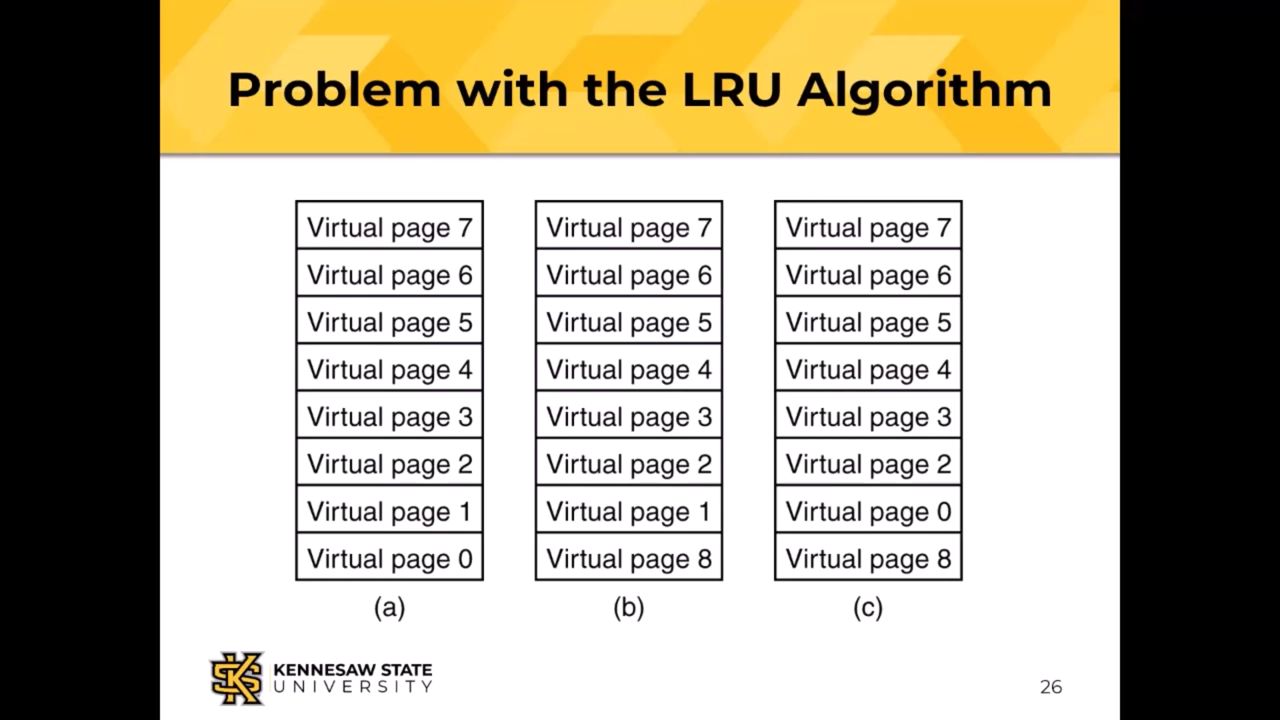 Problem with the LRU Algorithm
Virtual page 7
Virtual page 6
Virtual page 5
Virtual page 4
Virtual page 3
Virtual page 2
Virtual page 1
Virtual page 0
(a)
Virtual page 7
Virtual page 6
Virtual page 5
Virtual page 4
Virtual page 3
Virtual page 2
Virtual page 1
Virtual page 8
(b)
Virtual page 7
Virtual page 6
Virtual page 5
Virtual page 4
Virtual page 3
Virtual page 2
Virtual page 0
Virtual page 8
(c)
KENNESAW STATE
UNIVERSITY
26